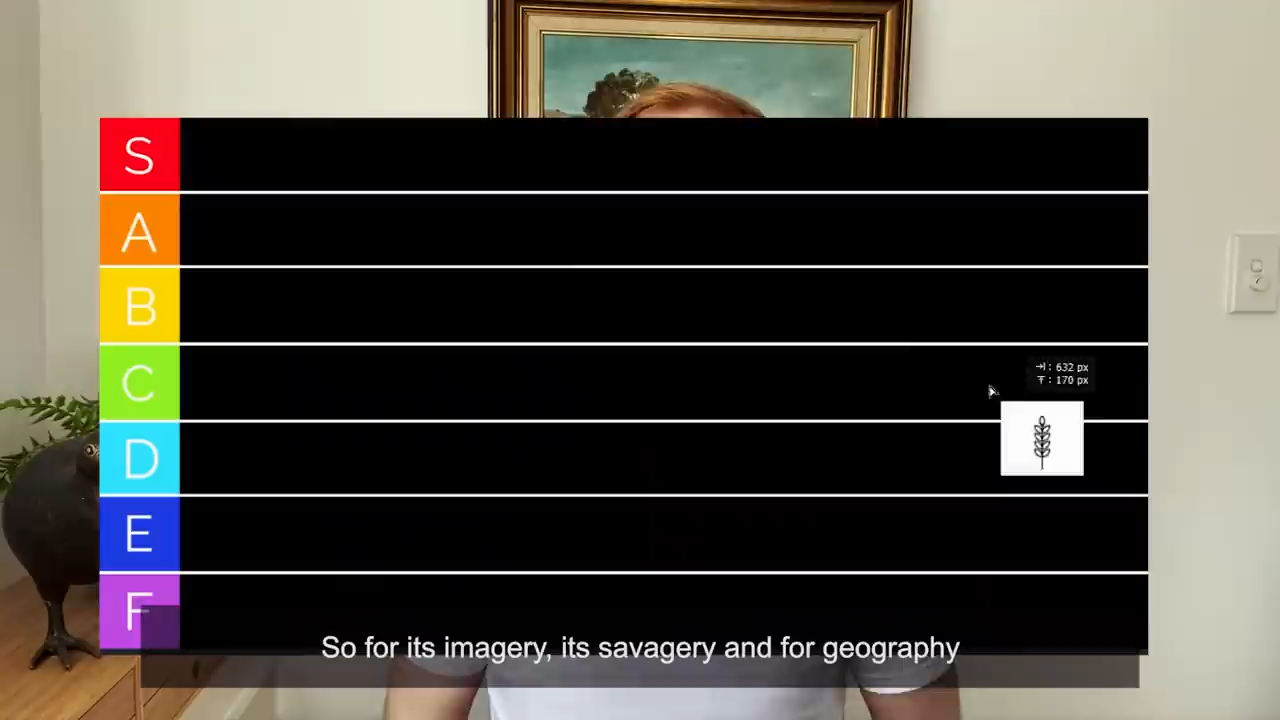 S
A
B
C
→I : 632 px
Ŧ : 170 px
D
E
F
So for its imagery, its savagery and for geography